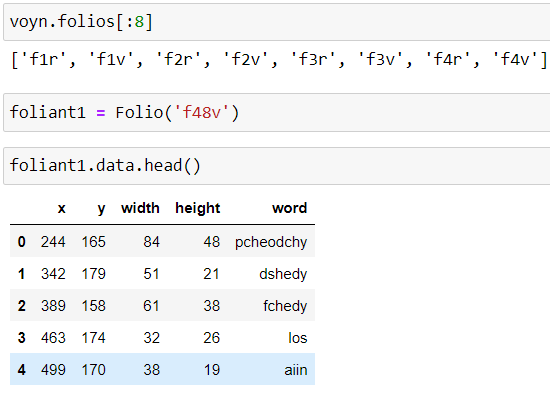 voyn.folios[:8]
['f1r', 'f1v', 'f2r', 'f2v', 'f3r', 'f3v', 'f4r', 'f4v']
foliant1 = Folio('f48v')
foliant1.data.head()
x y width height word
0 244 165 84 48 pcheodchy
1 342 179 51 21 dshedy
2 389 158 61 38 fchedy
3 463 174 32 26 los
4 499 170 38 19 aiin